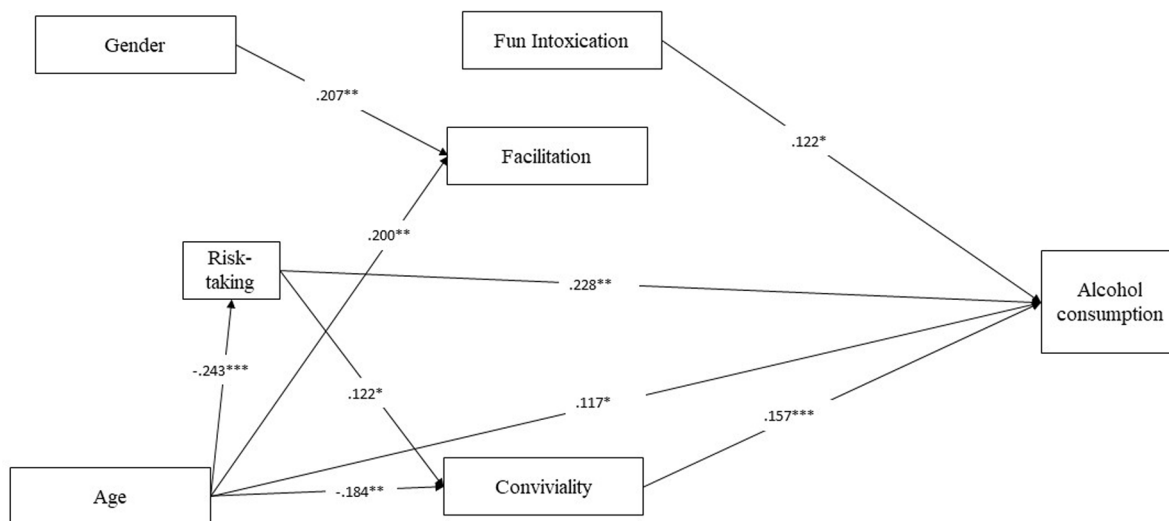 Gender
Fun Intoxication
.207**
.122*
Facilitation
.200**
Risk-
taking
.228**
Alcohol
consumption
-.243***
.122*
.117*
.157***
Age
-.184**
Conviviality